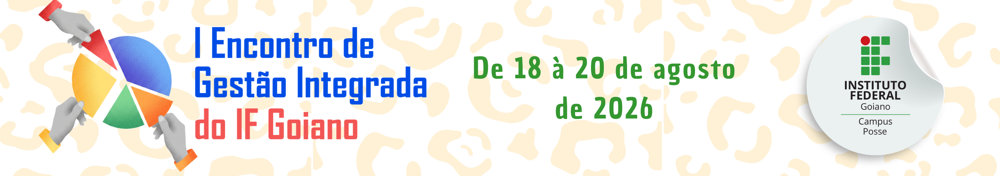 I Encontro de
Gestão Integrada
do IF Goiano
De 18 à 20 de agosto
de 2026
INSTITUTO
FEDERAL
Goiano
Campus
Posse